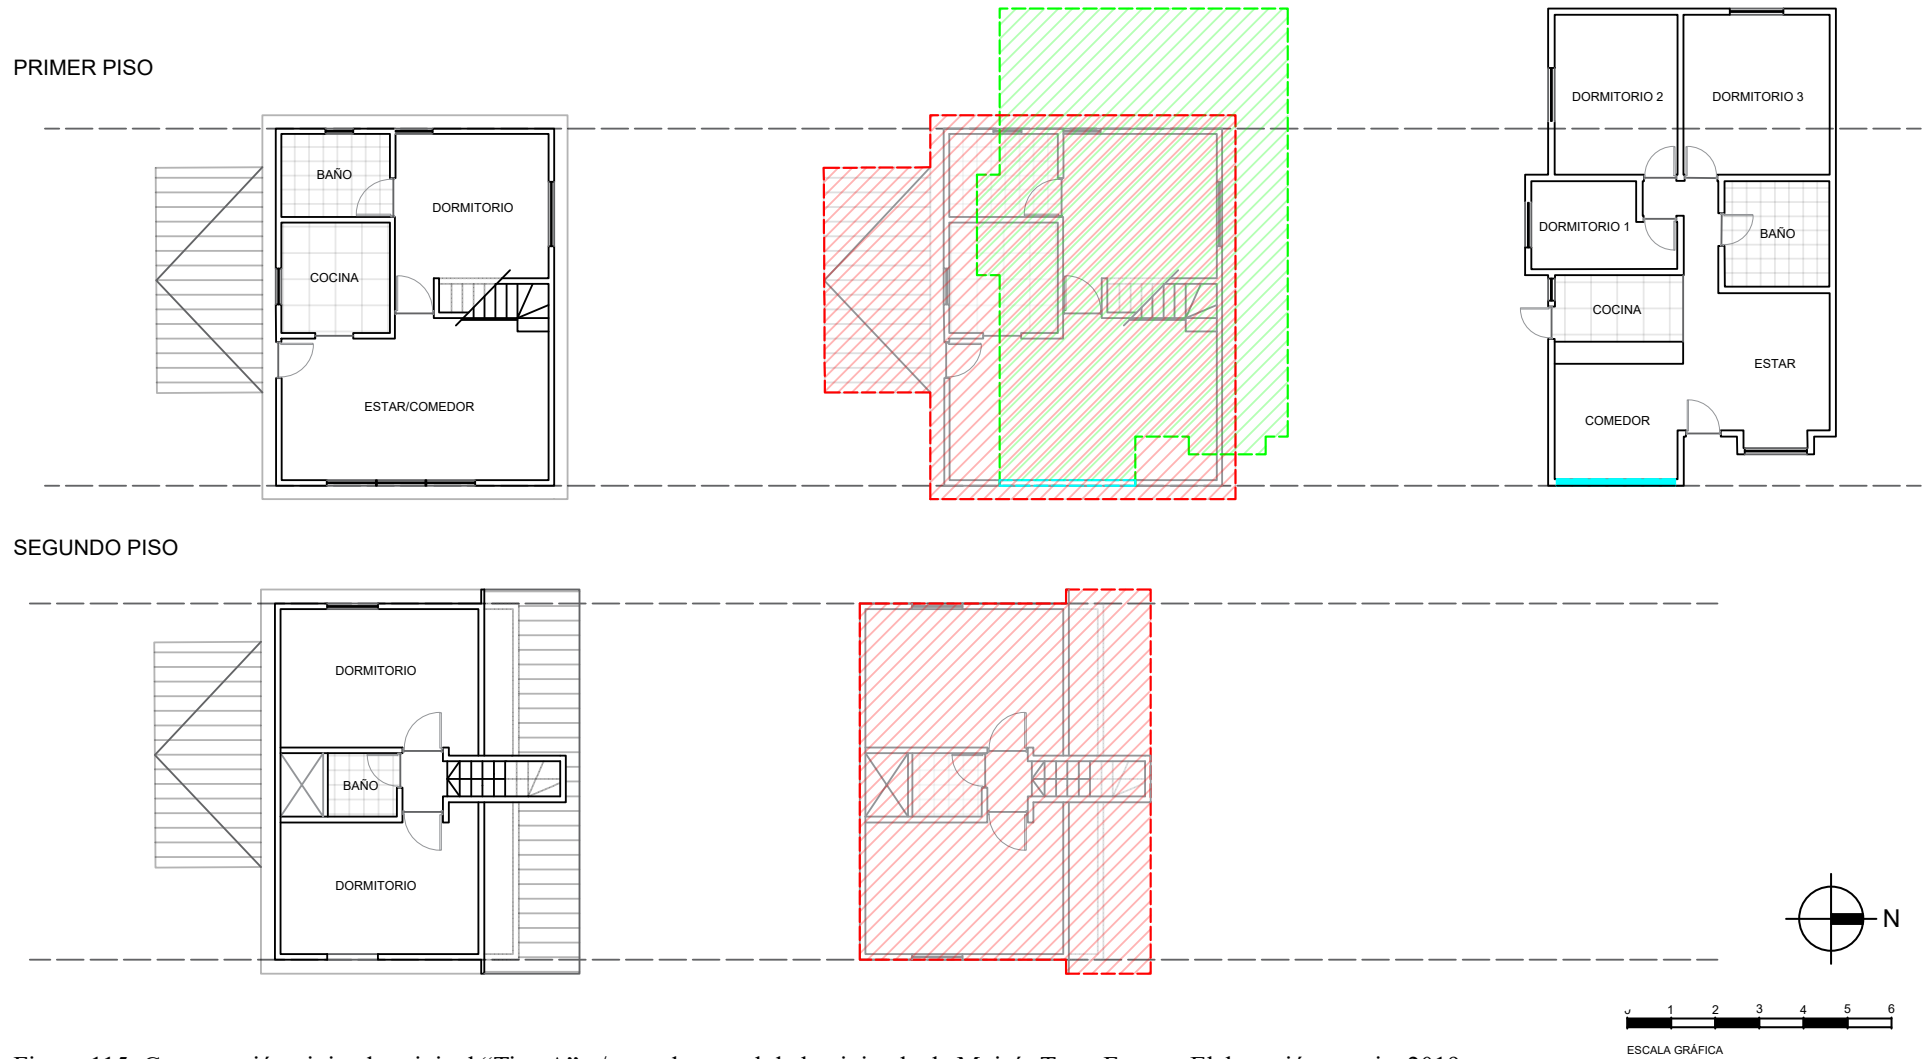 PRIMER PISO
BAÑO
DORMITORIO
COCINA
ESTAR/COMEDOR
DORMITORIO 2
DORMITORIO 3
DORMITORIO 1
BAÑO
COCINA
ESTAR
COMEDOR
SEGUNDO PISO
DORMITORIO
BAÑO
DORMITORIO
N
1 2 3 4 5 6
ESCALA GRÁFICA